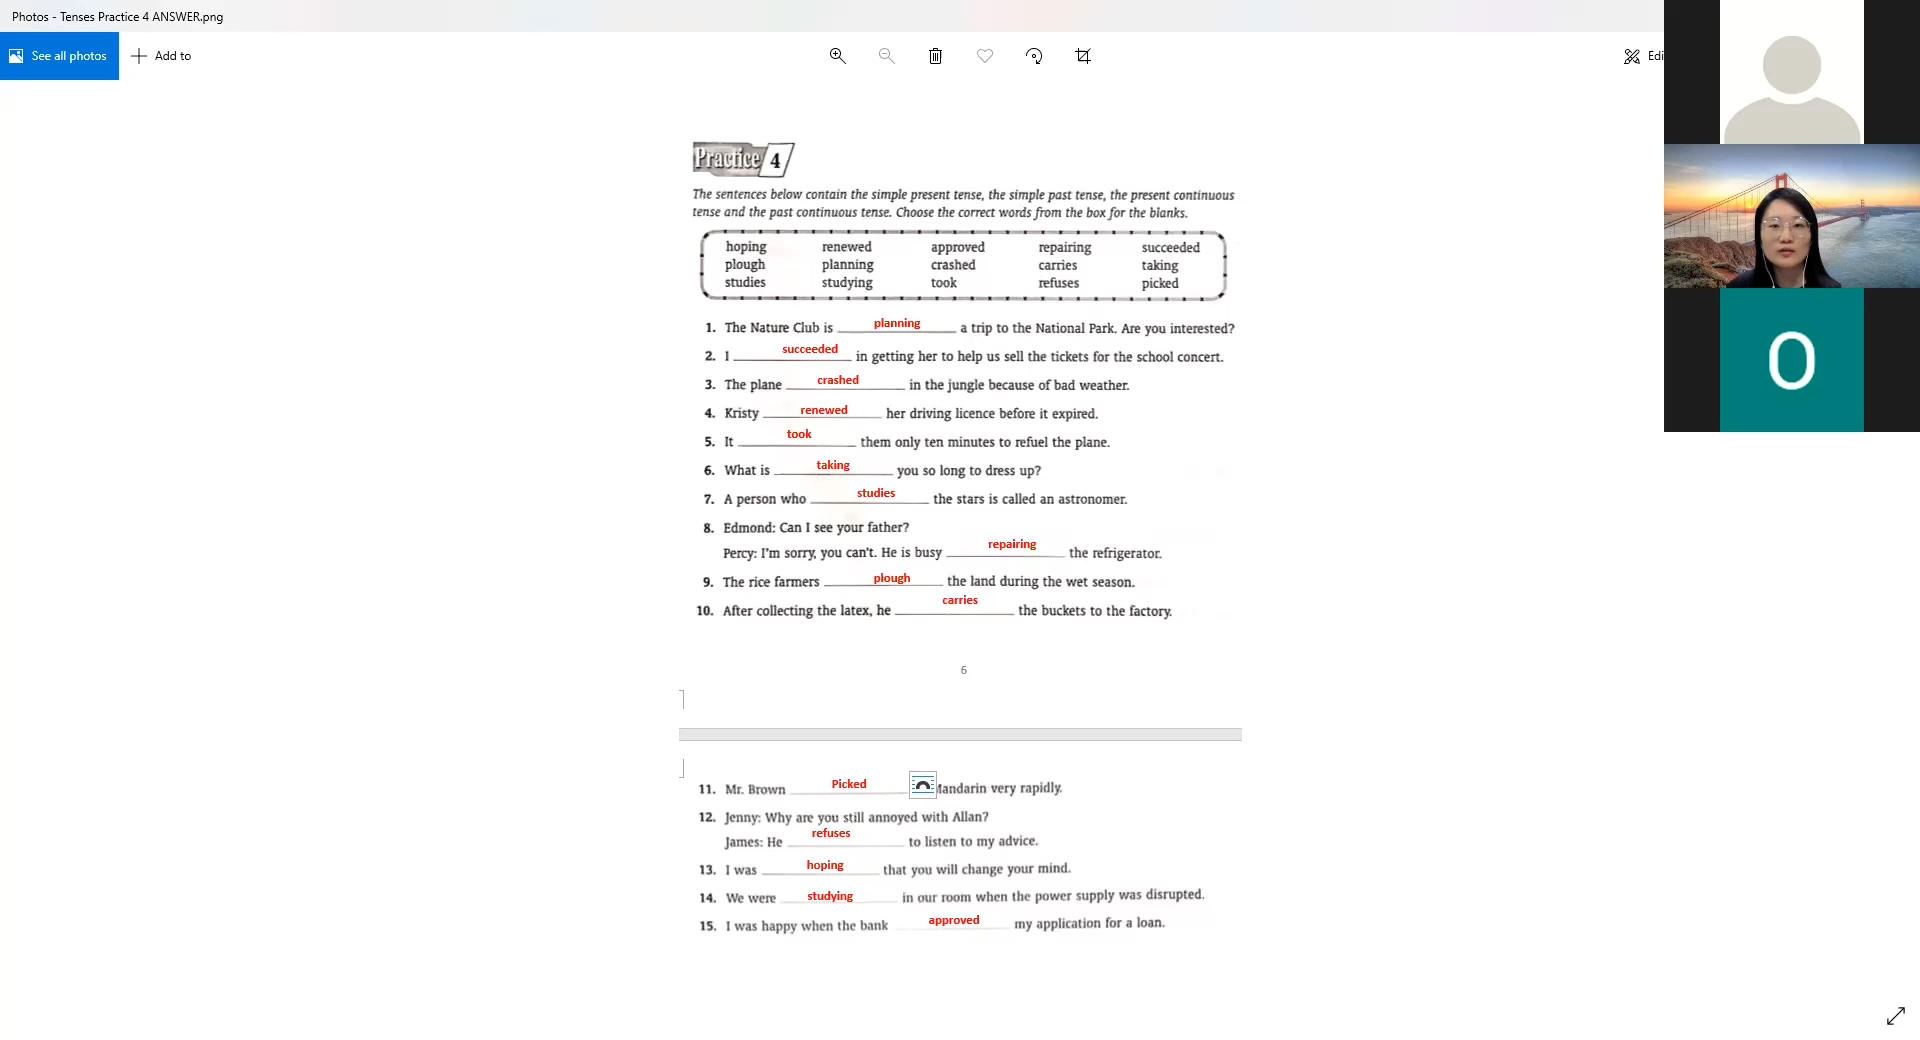 Photos - Tenses Practice 4 ANSWER.png
See all photos
Add to
Practice 4
The sentences below contain the simple present tense, the simple past tense, the present continuous
tense and the past continuous tense. Choose the correct words from the box for the blanks.
hoping renewed approved repairing succeeded
plough planning crashed carries taking
studies studying took refuses picked
1. The Nature Club is planning a trip to the National Park. Are you interested?
2. I succeeded in getting her to help us sell the tickets for the school concert.
3. The plane crashed in the jungle because of bad weather.
4. Kristy renewed her driving licence before it expired.
5. It took them only ten minutes to refuel the plane.
6. What is taking you so long to dress up?
7. A person who studies the stars is called an astronomer.
8. Edmond: Can I see your father?
Percy: I'm sorry, you can't. He is busy repairing the refrigerator.
9. The rice farmers plough the land during the wet season.
10. After collecting the latex, he carries the buckets to the factory.
6
11. Mr. Brown Picked Mandarin very rapidly.
12. Jenny: Why are you still annoyed with Allan?
James: He refuses to listen to my advice.
13. I was hoping that you will change your mind.
14. We were studying in our room when the power supply was disrupted.
15. I was happy when the bank approved my application for a loan.
O